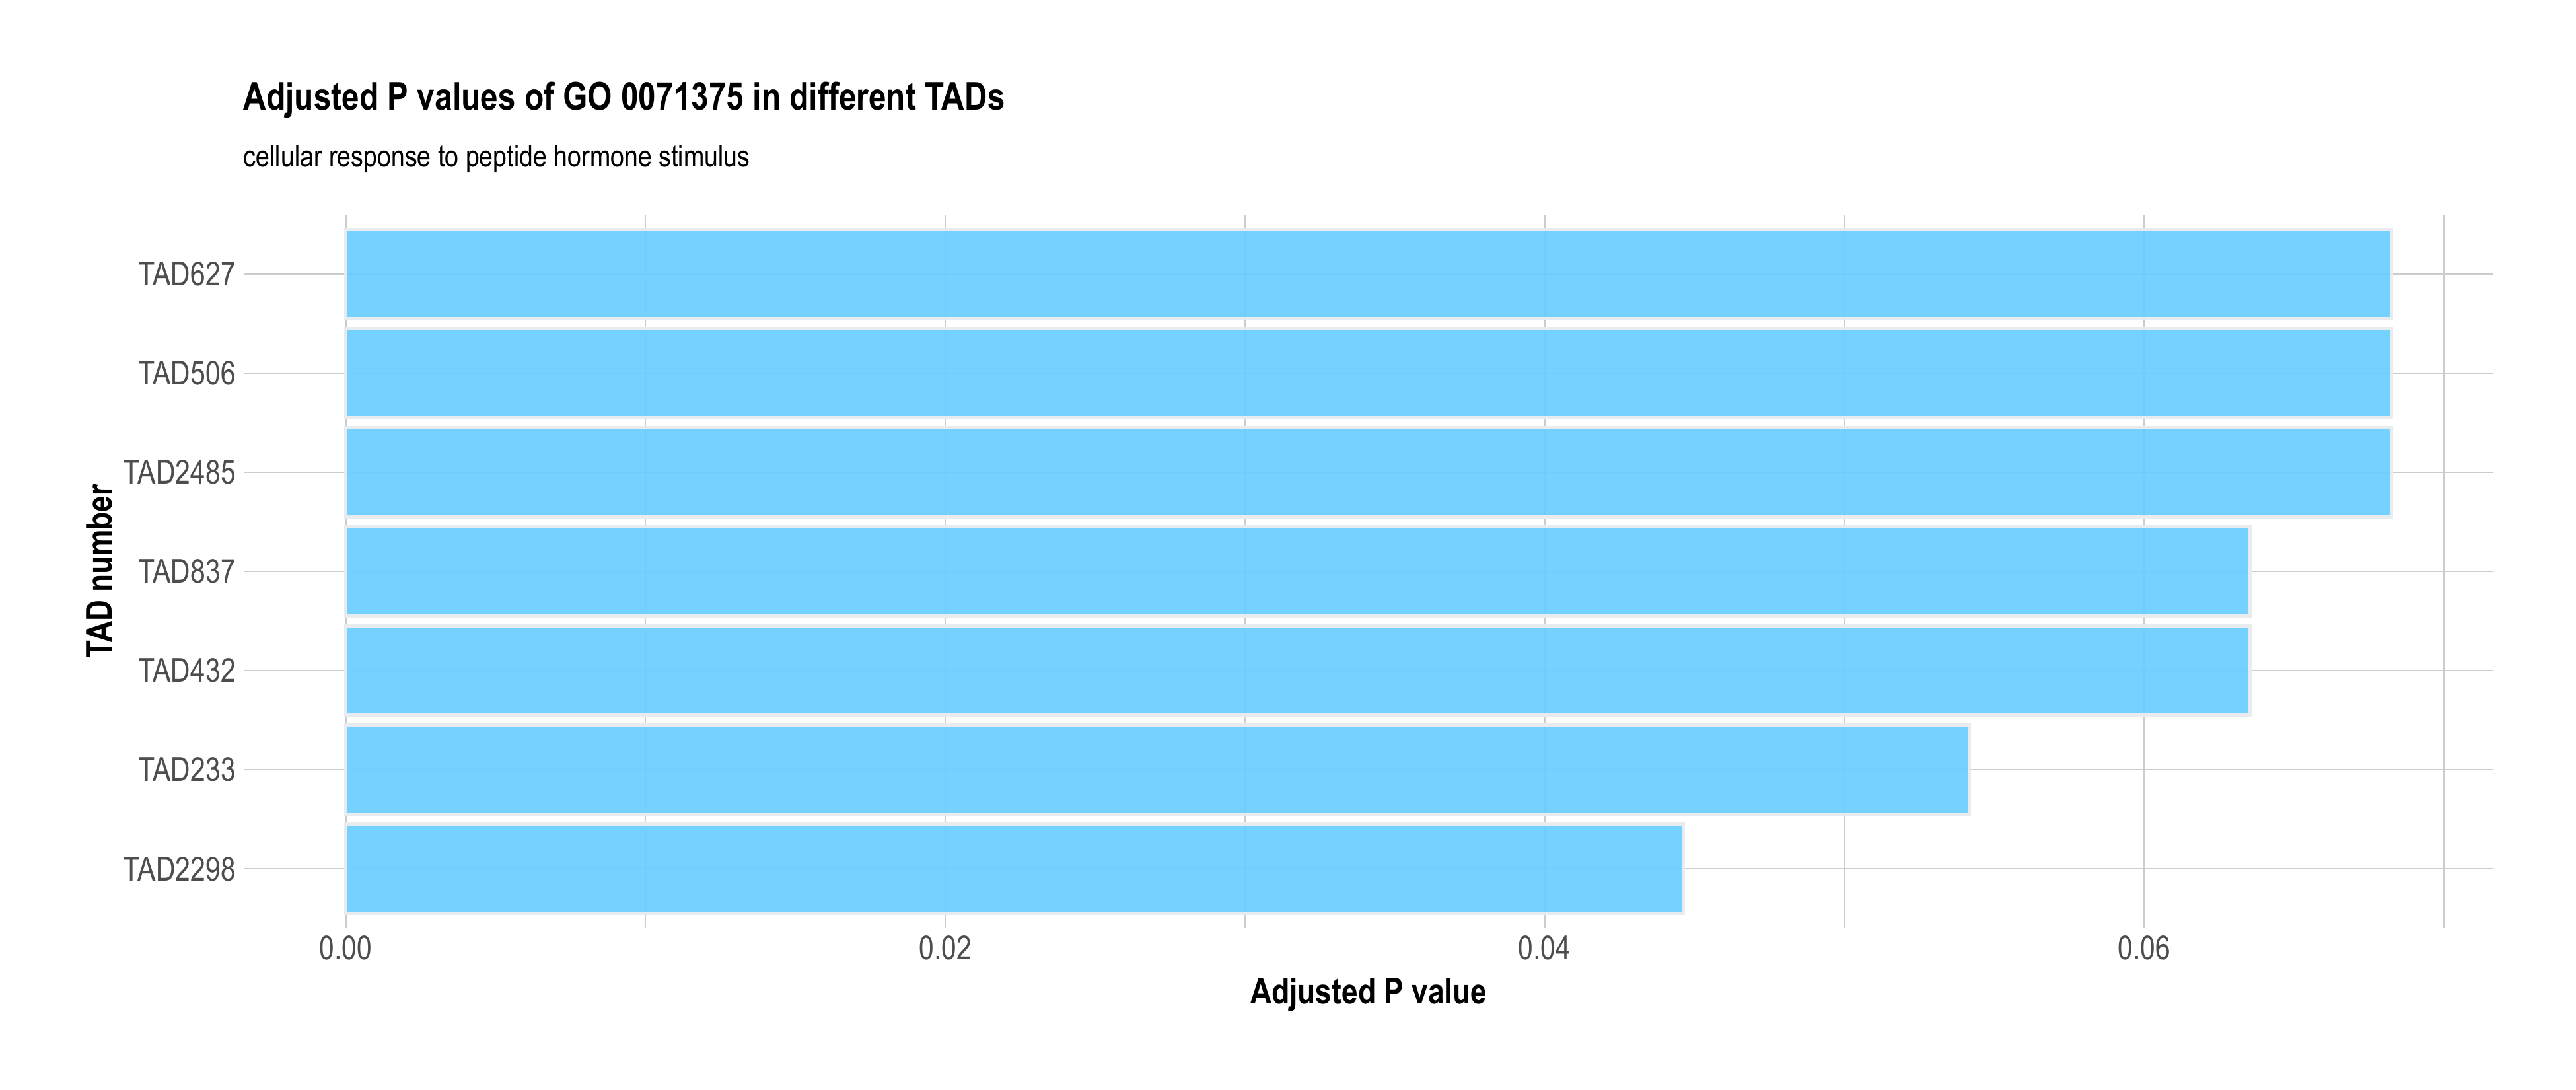 Adjusted P values of GO 0071375 in different TADs
cellular response to peptide hormone stimulus
TAD number
TAD627
TAD506
TAD2485
TAD837
TAD432
TAD233
TAD2298
0.00 0.02 0.04 0.06
Adjusted P value